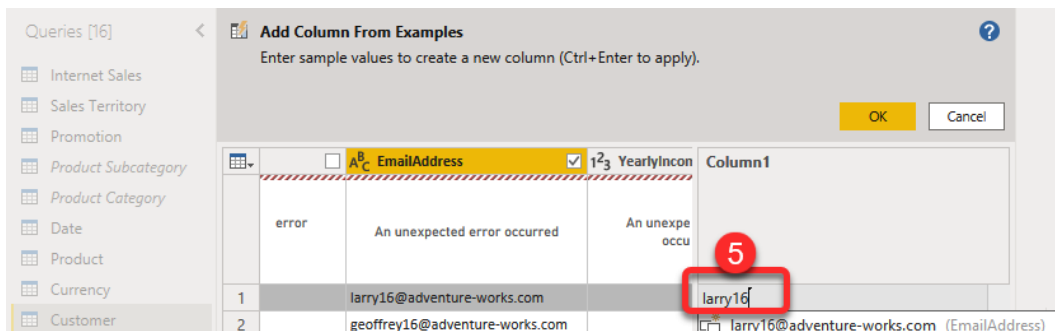 Queries [16] <
Add Column From Examples
?
Enter sample values to create a new column (Ctrl+Enter to apply).
OK
Cancel
Internet Sales
Sales Territory
Promotion
Product Subcategory
Product Category
Date
Product
Currency
Customer
ABC EmailAddress
123 YearlyIncon
Column1
error
An unexpected error occurred
An unexpe
occu
5
1
larry16@adventure-works.com
larry16
2
geoffrey16@adventure-works.com
larry16@adventure-works.com (EmailAddress)